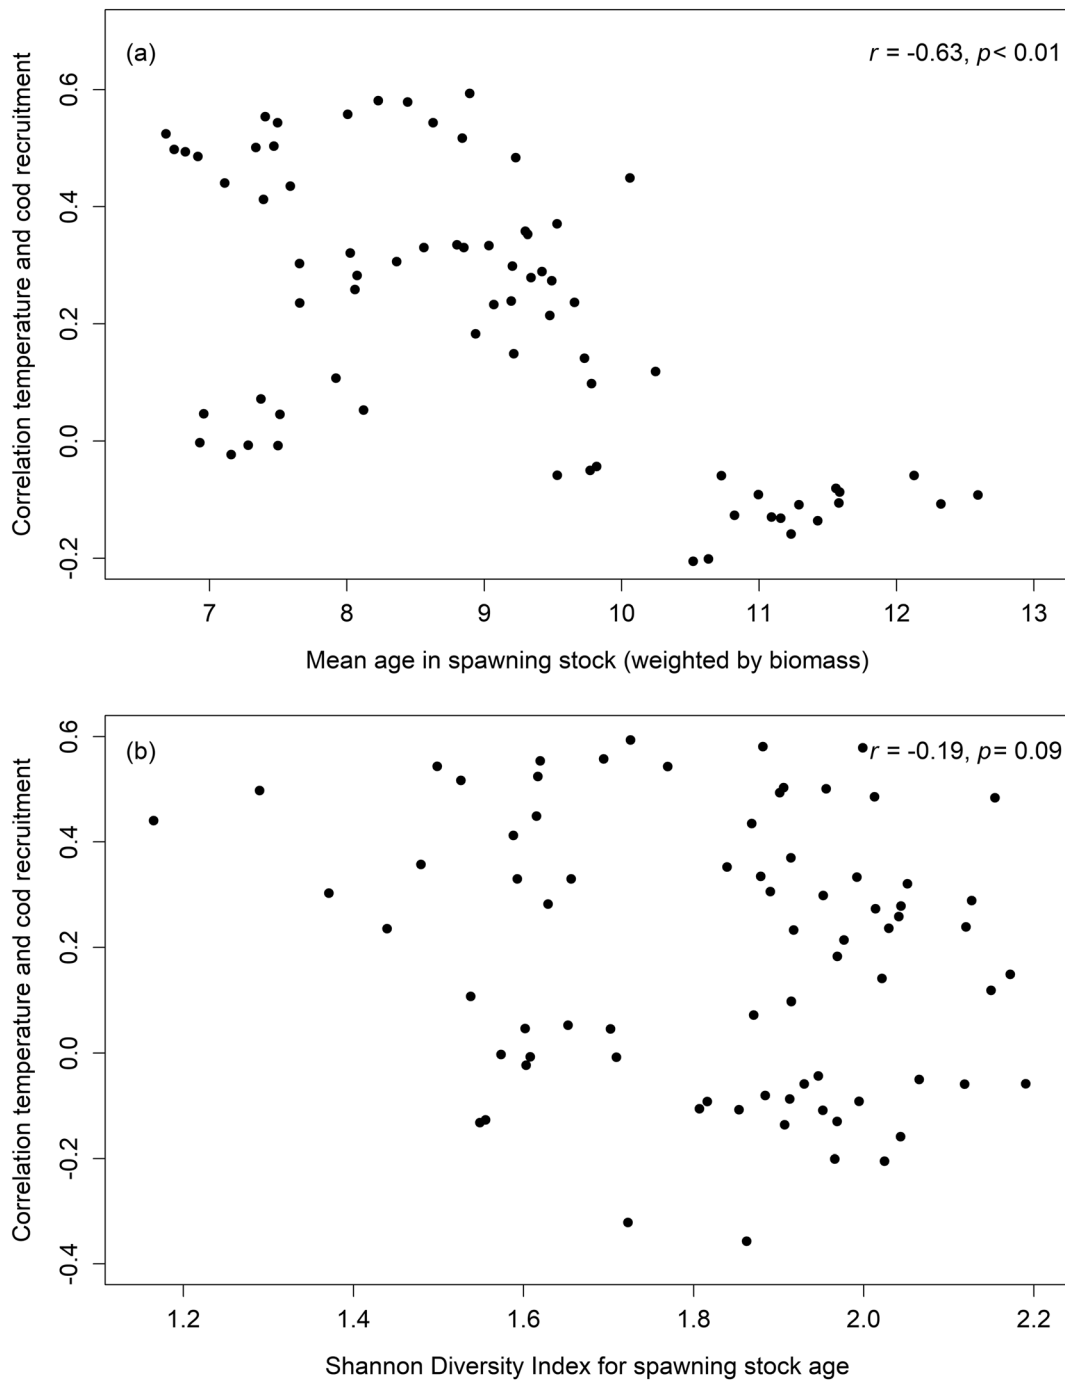 (a)
r = -0.63, p< 0.01
Correlation temperature and cod recruitment
0.6
0.4
0.2
0.0
-0.2
7 8 9 10 11 12 13
Mean age in spawning stock (weighted by biomass)
(b)
r = -0.19, p= 0.09
Correlation temperature and cod recruitment
0.6
0.4
0.2
0.0
-0.2
-0.4
1.2 1.4 1.6 1.8 2.0 2.2
Shannon Diversity Index for spawning stock age